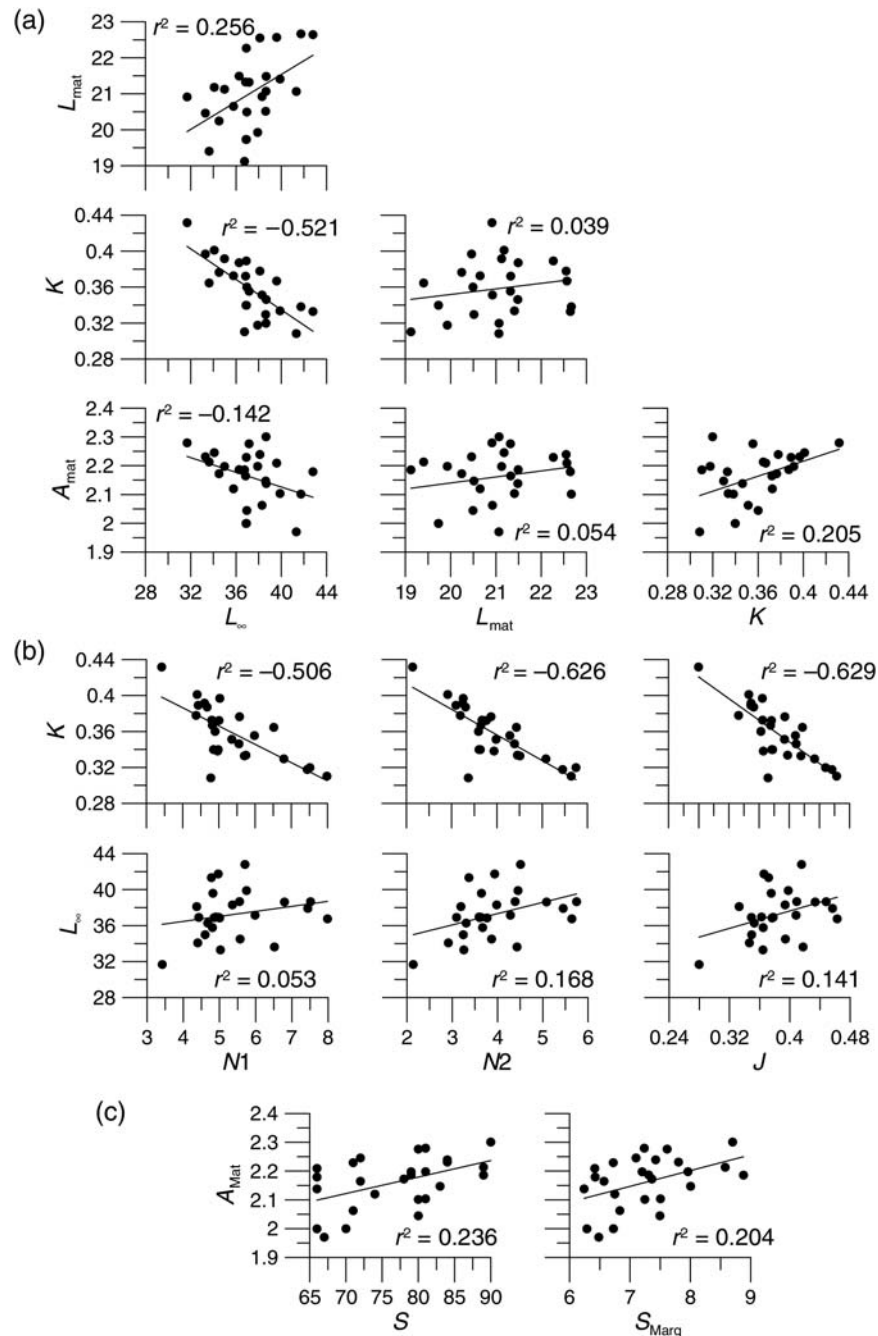 (a)
r² = 0.256
L_mat
23
22
21
20
19
28 32 36 40 44
r² = −0.521
K
0.44
0.4
0.36
0.32
0.28
r² = 0.039
r² = −0.142
A_mat
2.4
2.3
2.2
2.1
2
1.9
28 32 36 40 44
L_∞
r² = 0.054
19 20 21 22 23
L_mat
r² = 0.205
0.28 0.32 0.36 0.4 0.44
K
(b)
r² = −0.506
K
0.44
0.4
0.36
0.32
0.28
r² = −0.626
r² = −0.629
L_∞
44
40
36
32
28
r² = 0.053
3 4 5 6 7 8
N1
r² = 0.168
2 3 4 5 6
N2
r² = 0.141
0.24 0.32 0.4 0.48
J
(c)
A_Mat
2.4
2.3
2.2
2.1
2
1.9
r² = 0.236
65 70 75 80 85 90
S
r² = 0.204
6 7 8 9
S_Marg